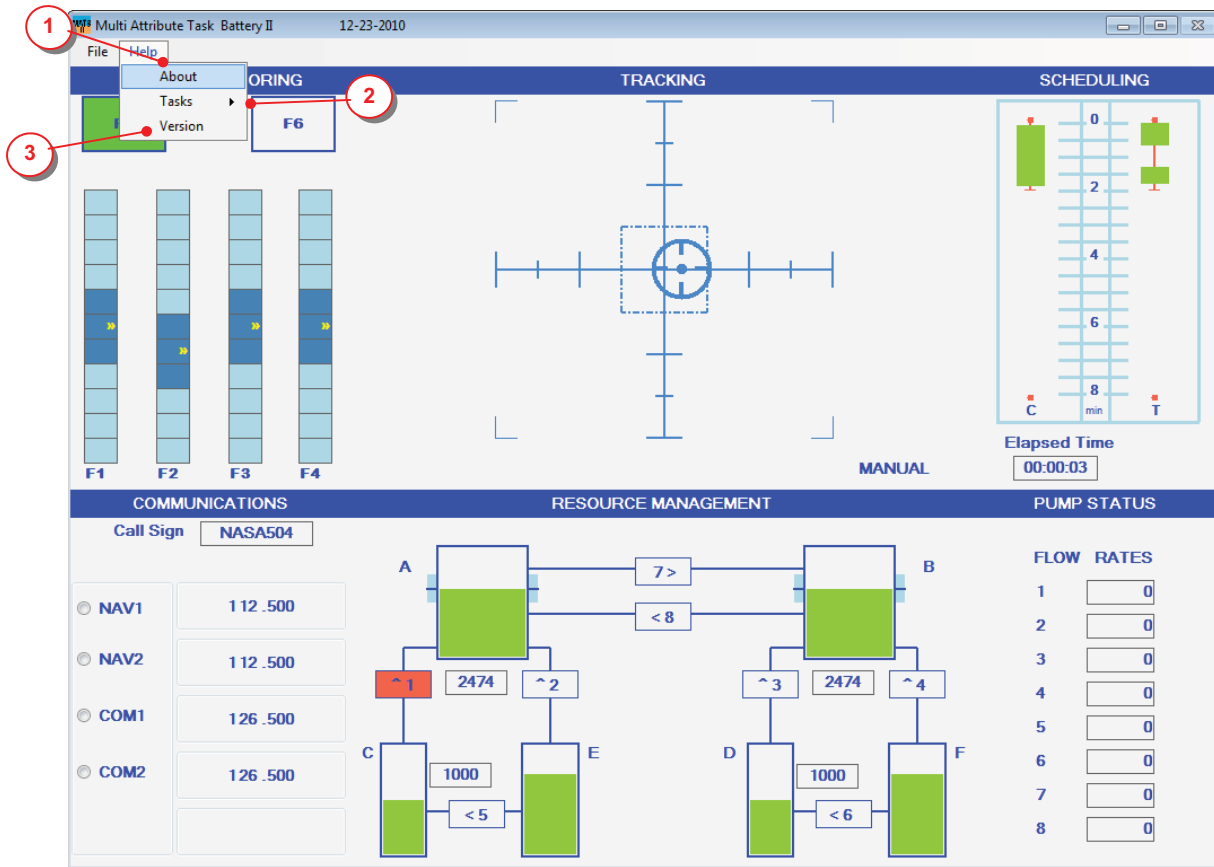 1
Multi Attribute Task Battery II 12-23-2010
File Help
About
Tasks
Version
2
3
ORING
TRACKING
SCHEDULING
F6
0
2
4
6
8
C min T
F1 F2 F3 F4
MANUAL
Elapsed Time
00:00:03
COMMUNICATIONS
RESOURCE MANAGEMENT
PUMP STATUS
Call Sign NASA504
NAV1 112 .500
NAV2 112 .500
COM1 126 .500
COM2 126 .500
A B
7 >
< 8
^ 1 2474 ^ 2
^ 3 2474 ^ 4
C E D F
1000 1000
< 5 < 6
FLOW RATES
1 0
2 0
3 0
4 0
5 0
6 0
7 0
8 0